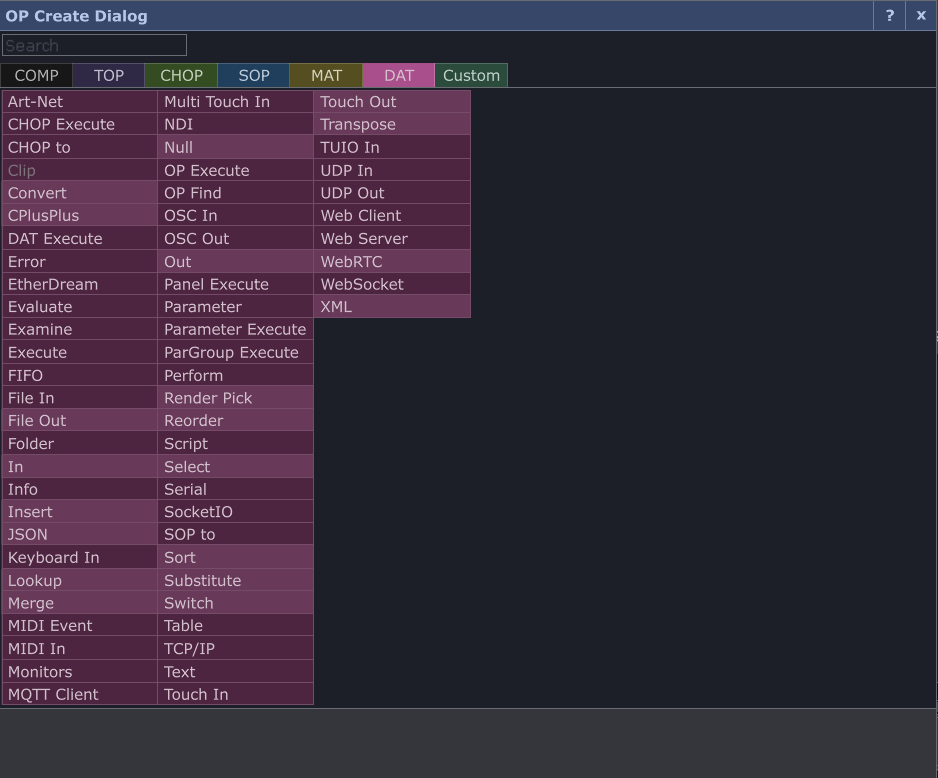 OP Create Dialog
? x
Search
COMP TOP CHOP SOP MAT DAT Custom
Art-Net
CHOP Execute
CHOP to
Clip
Convert
CPlusPlus
DAT Execute
Error
EtherDream
Evaluate
Examine
Execute
FIFO
File In
File Out
Folder
In
Info
Insert
JSON
Keyboard In
Lookup
Merge
MIDI Event
MIDI In
Monitors
MQTT Client
Multi Touch In
NDI
Null
OP Execute
OP Find
OSC In
OSC Out
Out
Panel Execute
Parameter
Parameter Execute
ParGroup Execute
Perform
Render Pick
Reorder
Script
Select
Serial
SocketIO
SOP to
Sort
Substitute
Switch
Table
TCP/IP
Text
Touch In
Touch Out
Transpose
TUIO In
UDP In
UDP Out
Web Client
Web Server
WebRTC
WebSocket
XML